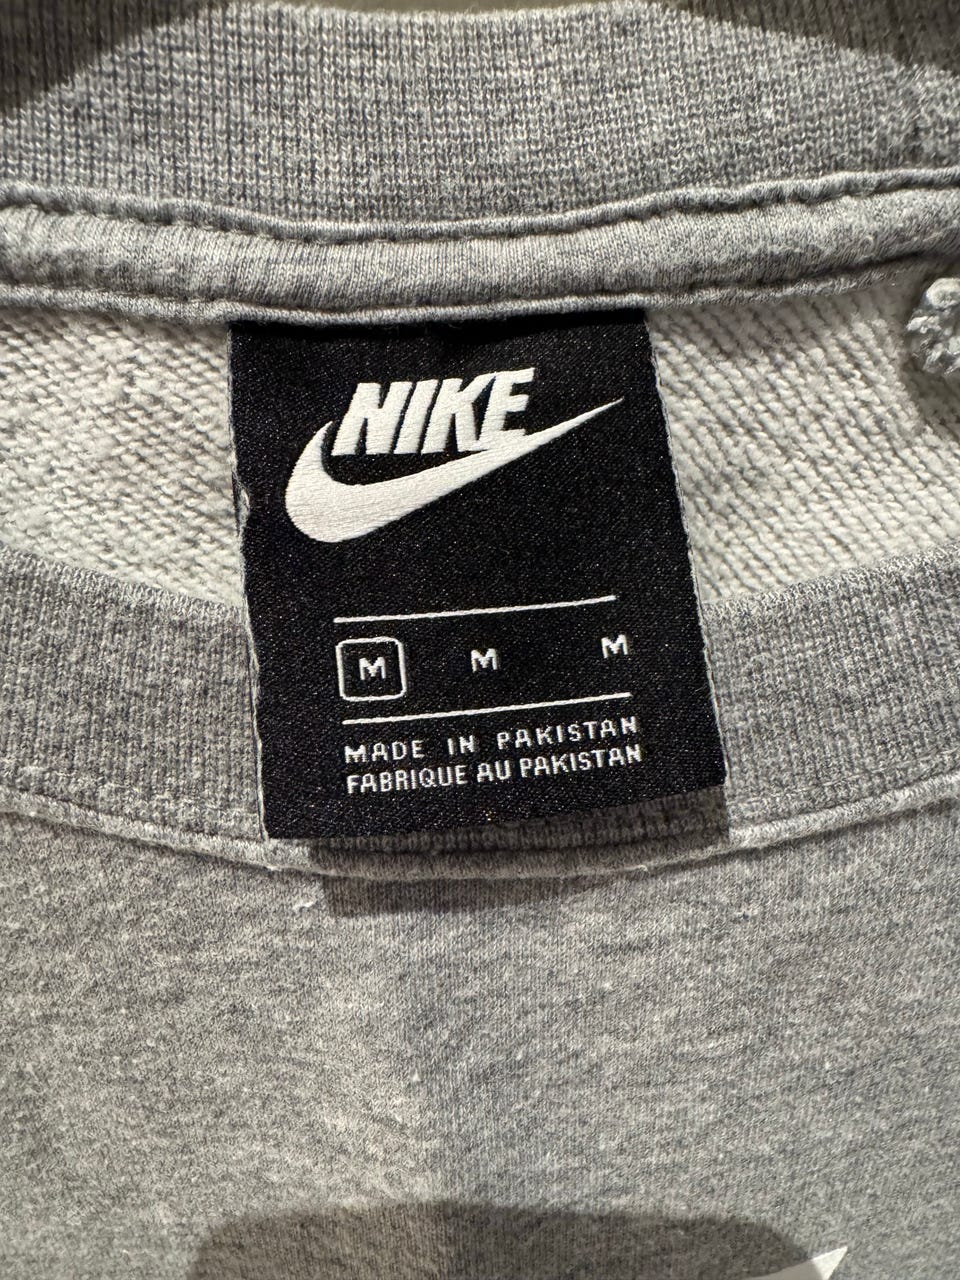 NIKE
M M M
MADE IN PAKISTAN
FABRIQUE AU PAKISTAN